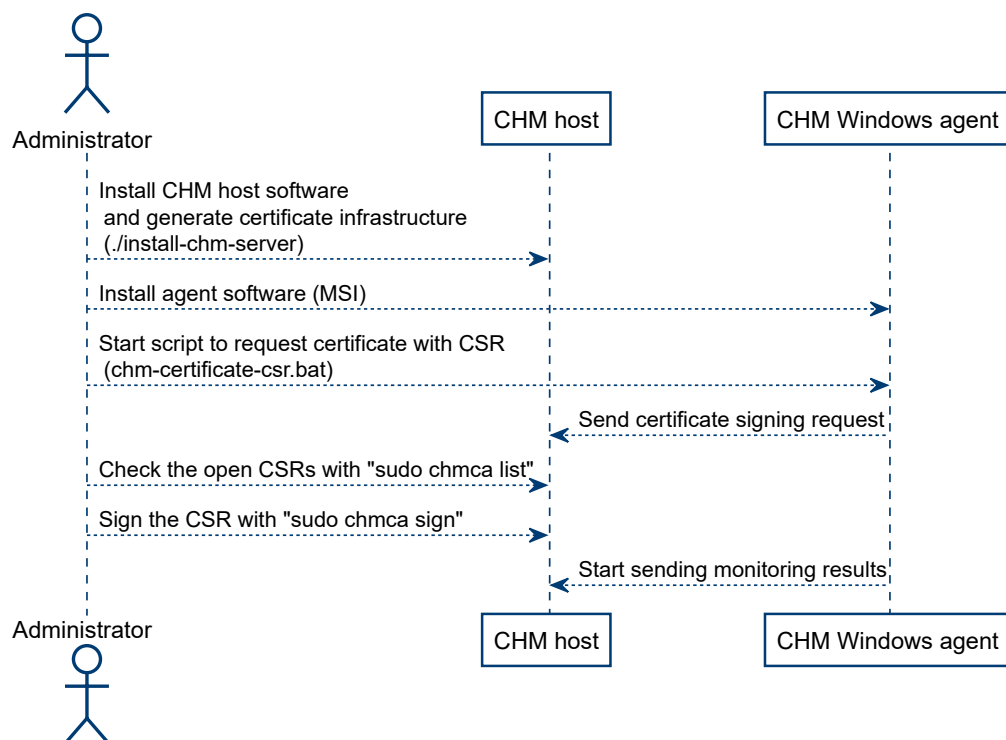 Administrator
CHM host
CHM Windows agent
Install CHM host software
and generate certificate infrastructure
(./install-chm-server)
Install agent software (MSI)
Start script to request certificate with CSR
(chm-certificate-csr.bat)
Send certificate signing request
Check the open CSRs with "sudo chmca list"
Sign the CSR with "sudo chmca sign"
Start sending monitoring results
Administrator
CHM host
CHM Windows agent